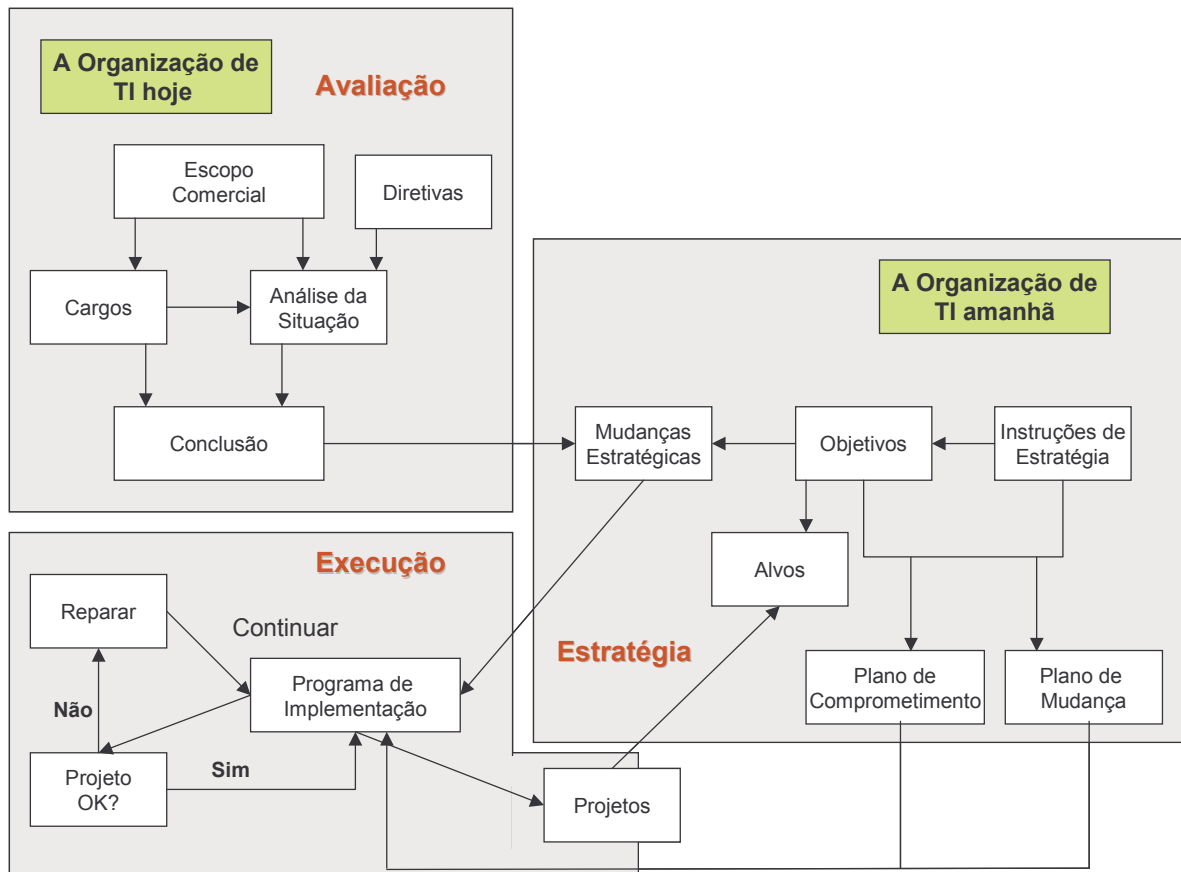 A Organização de
TI hoje
Avaliação
Escopo
Comercial
Diretivas
Cargos
Análise da
Situação
Conclusão
A Organização de
TI amanhã
Mudanças
Estratégicas
Objetivos
Instruções de
Estratégia
Alvos
Estratégia
Plano de
Comprometimento
Plano de
Mudança
Execução
Reparar
Continuar
Programa de
Implementação
Não
Projeto
OK?
Sim
Projetos